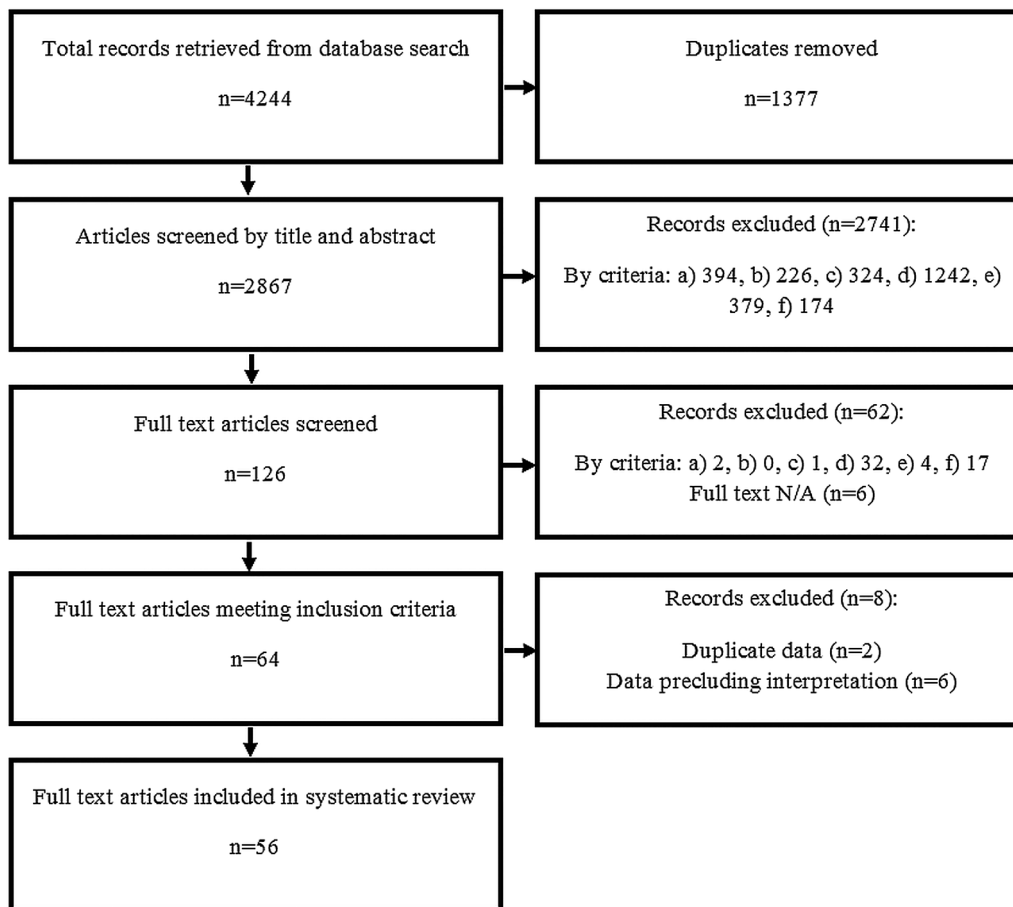 Total records retrieved from database search
n=4244
Duplicates removed
n=1377
Articles screened by title and abstract
n=2867
Records excluded (n=2741):
By criteria: a) 394, b) 226, c) 324, d) 1242, e)
379, f) 174
Full text articles screened
n=126
Records excluded (n=62):
By criteria: a) 2, b) 0, c) 1, d) 32, e) 4, f) 17
Full text N/A (n=6)
Full text articles meeting inclusion criteria
n=64
Records excluded (n=8):
Duplicate data (n=2)
Data precluding interpretation (n=6)
Full text articles included in systematic review
n=56